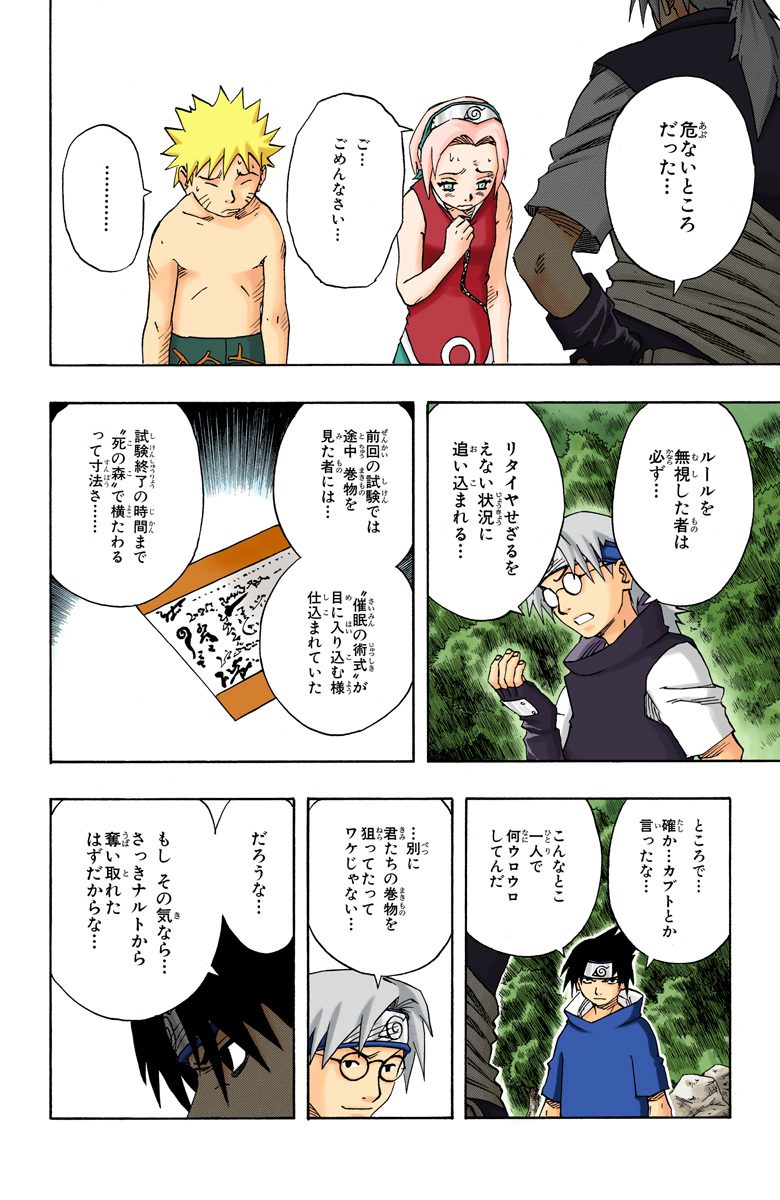 危ないところ
だった…
ご…
ごめんなさい…
…………
ルールを
無視した者は
必ず…
リタイヤせざるを
えない状況に
追い込まれる…
前回の試験では
途中 巻物を
見た者には…
〝催眠の術式〟が
目に入り込む様
仕込まれていた
試験終了の時間まで
〝死の森〟で横たわる
って寸法さ……
ところで…
確か…カブトとか
言ったな…
こんなとこ
一人で
何ウロウロ
してんだ
…別に
君たちの巻物を
狙ってたって
ワケじゃない…
だろうな…
もし その気なら…
さっきナルトから
奪い取れた
はずだからな…